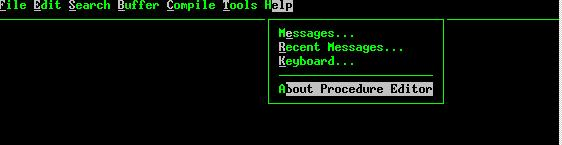 File Edit Search Buffer Compile Tools Help
Messages...
Recent Messages...
Keyboard...
About Procedure Editor